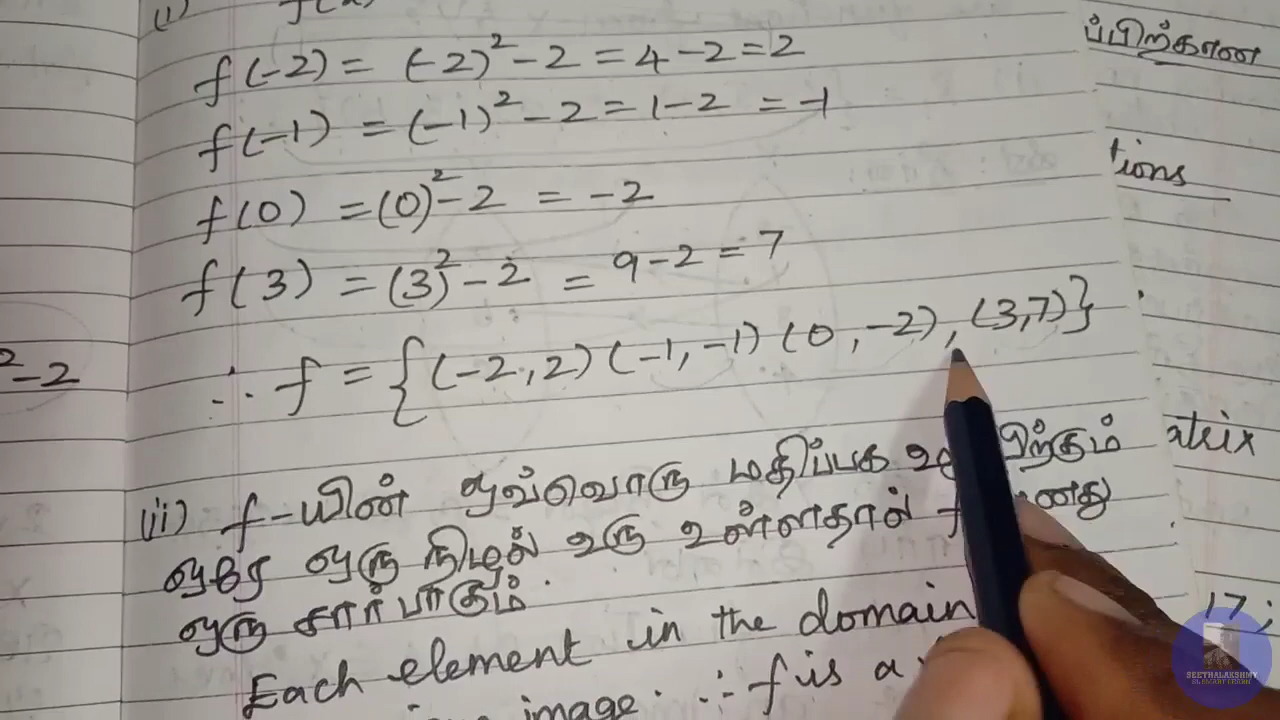 (i)
f(-2) = (-2)² - 2 = 4 - 2 = 2
f(-1) = (-1)² - 2 = 1 - 2 = -1
f(0) = (0)² - 2 = -2
f(3) = (3)² - 2 = 9 - 2 = 7
∴ f = {(-2, 2) (-1, -1) (0, -2), (3, 7)}
(ii) f-யின் ஒவ்வொரு மதிப்பக
ஒரே ஒரு நிழல் உரு உள்ளதால் f
ஒரு சார்பாகும்.
Each element in the domain
image. ∴ f is a
²-2
ப்பிற்கான
tions
atrix
17;
SEETHALAKSHMY